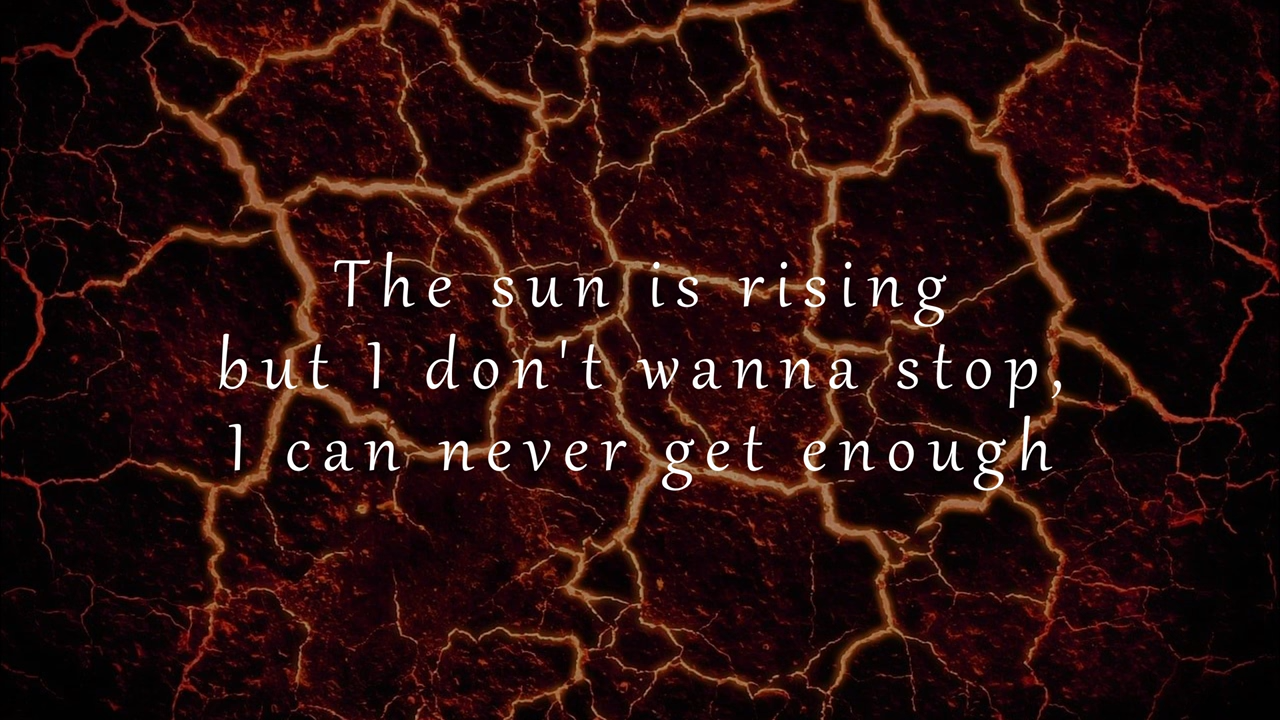 The sun is rising
but I don't wanna stop,
I can never get enough